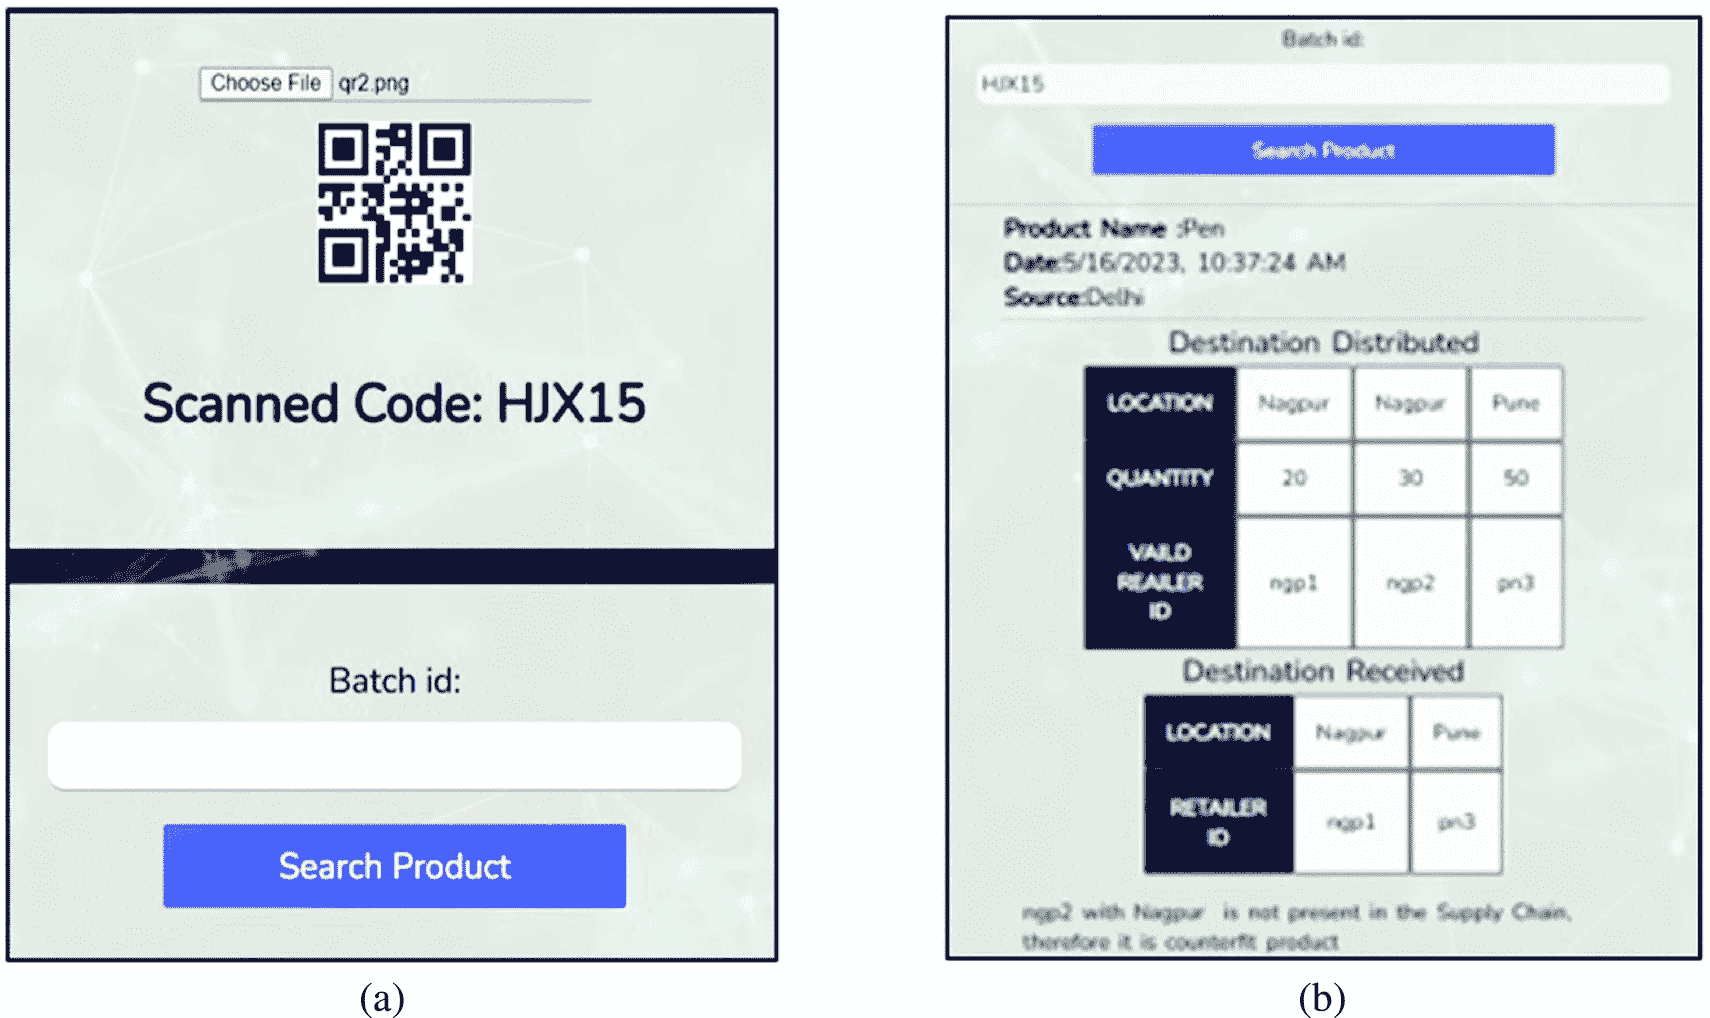 Choose File qr2.png
Scanned Code: HJX15
Batch id:
Search Product
(a)
Batch id:
HJX15
Search Product
Product Name :Pen
Date:5/16/2023, 10:37:24 AM
Source:Delhi
Destination Distributed
LOCATION Nagpur Nagpur Pune
QUANTITY 20 30 50
VAILD
REAILER
ID
ngp1 ngp2 pn3
Destination Received
LOCATION Nagpur Pune
RETAILER
ID
ngp1 pn3
ngp2 with Nagpur is not present in the Supply Chain,
therefore it is counterfit product
(b)